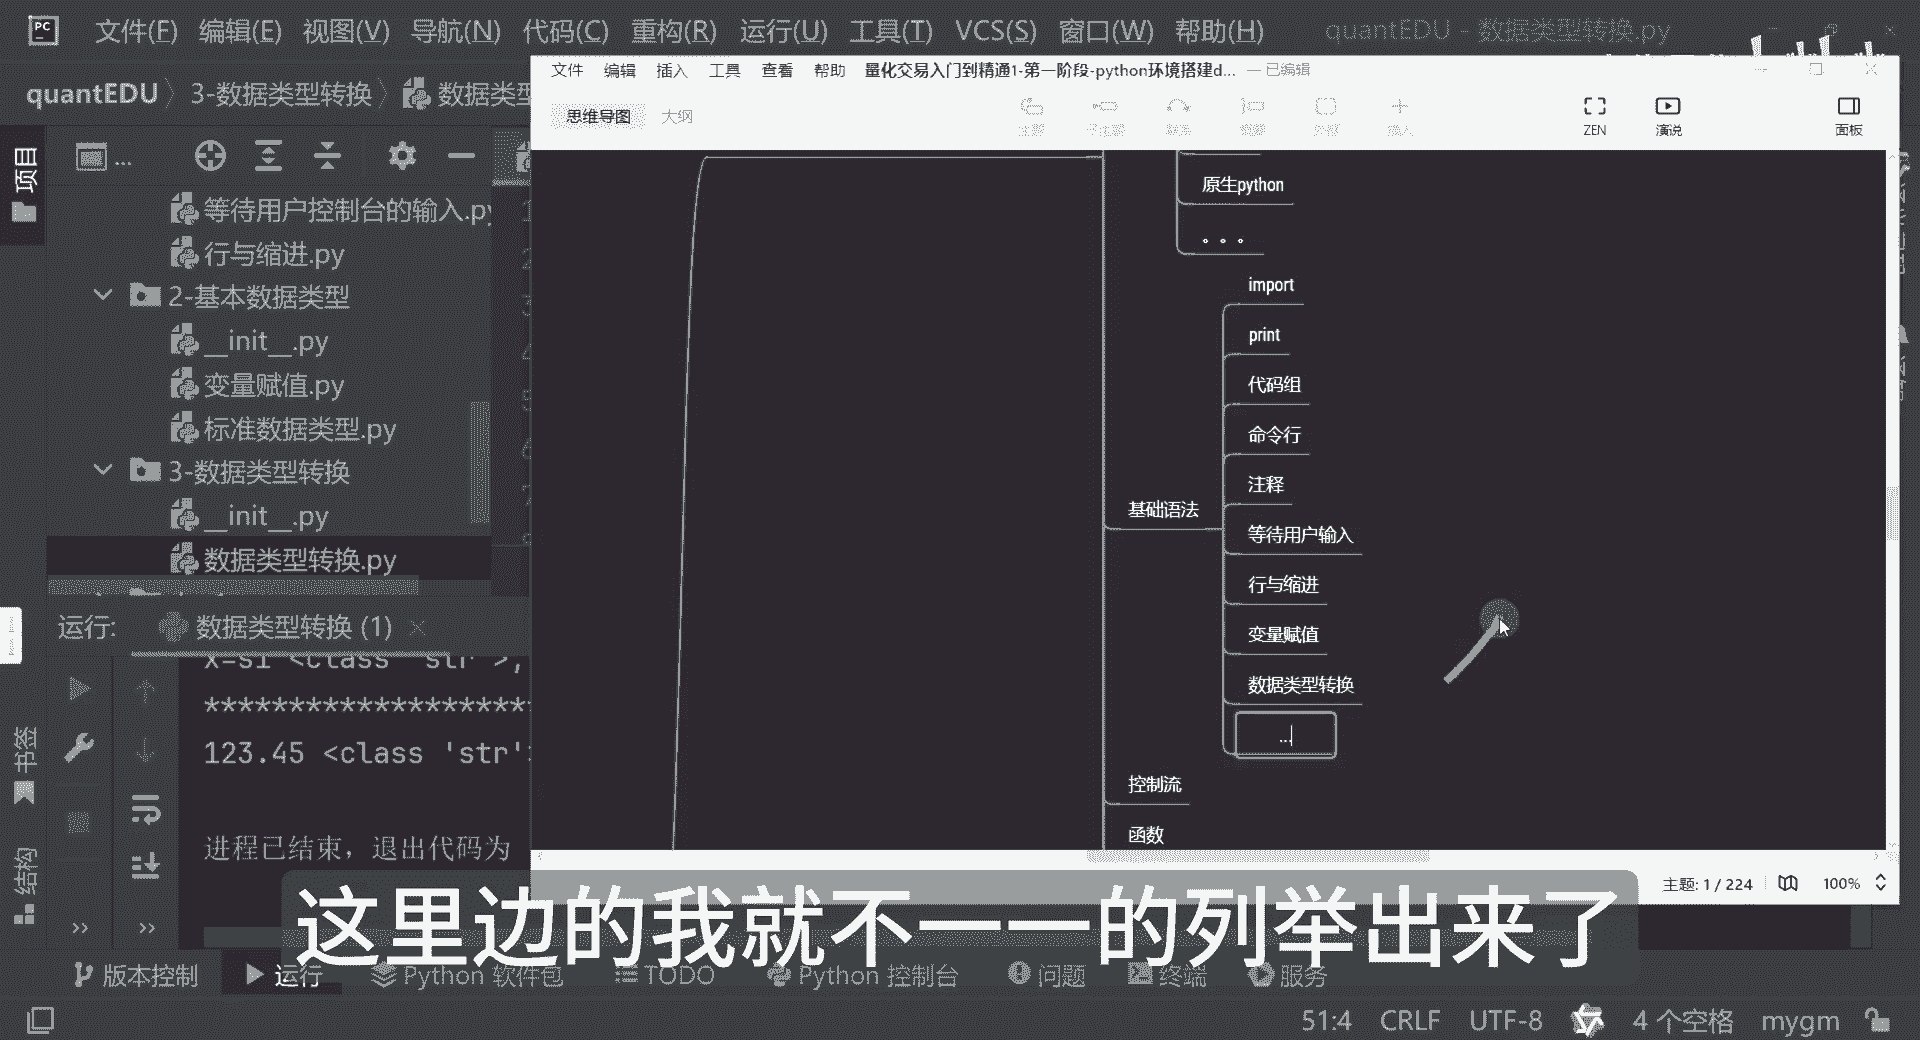 文件(F) 编辑(E) 视图(V) 导航(N) 代码(C) 重构(R) 运行(U) 工具(T) VCS(S) 窗口(W) 帮助(H) quantEDU - 数据类型转换.py
quantEDU 3-数据类型转换 数据类型
项目
等待用户控制台的输入.py
行与缩进.py
2-基本数据类型
__init__.py
变量赋值.py
标准数据类型.py
3-数据类型转换
__init__.py
数据类型转换.py
运行: 数据类型转换 (1)
x=s1 <class 'str'>,
********************
123.45 <class 'str'>
进程已结束，退出代码为
书签
结构
文件 编辑 插入 工具 查看 帮助 量化交易入门到精通1-第一阶段-python环境搭建d... — 已编辑
思维导图 大纲
ZEN 演说 面板
原生python
。。。
import
print
代码组
命令行
注释
等待用户输入
行与缩进
变量赋值
数据类型转换
...
基础语法
控制流
函数
主题: 1 / 224 100%
这里边的我就不一一的列举出来了
版本控制 运行 Python 软件包 TODO Python 控制台 问题 终端 服务
51:4 CRLF UTF-8 4 个空格 mygm